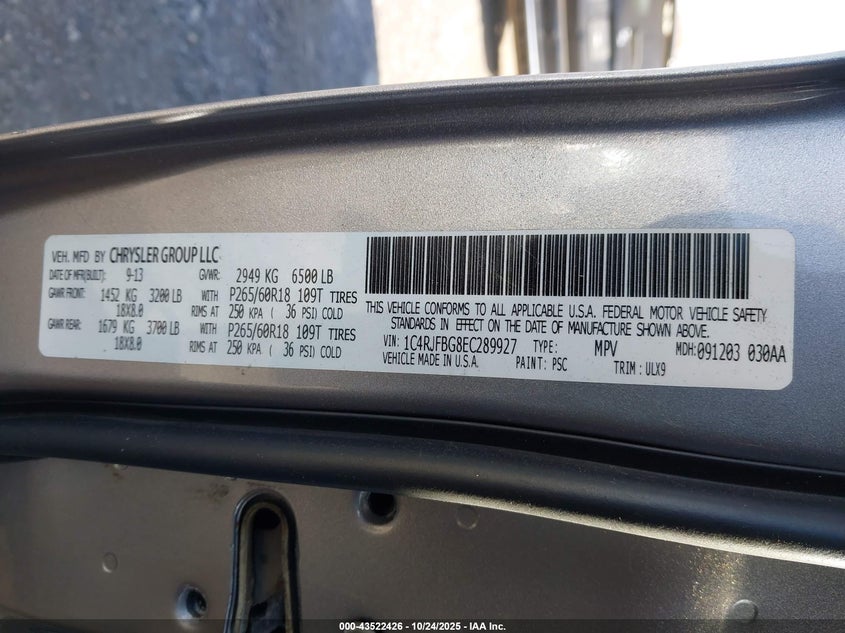 VEH. MFD BY CHRYSLER GROUP LLC
DATE OF MFR(BUILT): 9-13 GVWR: 2949 KG 6500 LB
GAWR FRONT: 1452 KG 3200 LB WITH P265/60R18 109T TIRES
18X8.0 RIMS AT 250 KPA ( 36 PSI) COLD
GAWR REAR: 1679 KG 3700 LB WITH P265/60R18 109T TIRES
18X8.0 RIMS AT 250 KPA ( 36 PSI) COLD
THIS VEHICLE CONFORMS TO ALL APPLICABLE U.S.A. FEDERAL MOTOR VEHICLE SAFETY
STANDARDS IN EFFECT ON THE DATE OF MANUFACTURE SHOWN ABOVE.
VIN: 1C4RJFBG8EC289927 TYPE: MPV MDH: 091203 030AA
VEHICLE MADE IN U.S.A. PAINT: PSC TRIM: ULX9
000-43522426 - 10/24/2025 - IAA Inc.